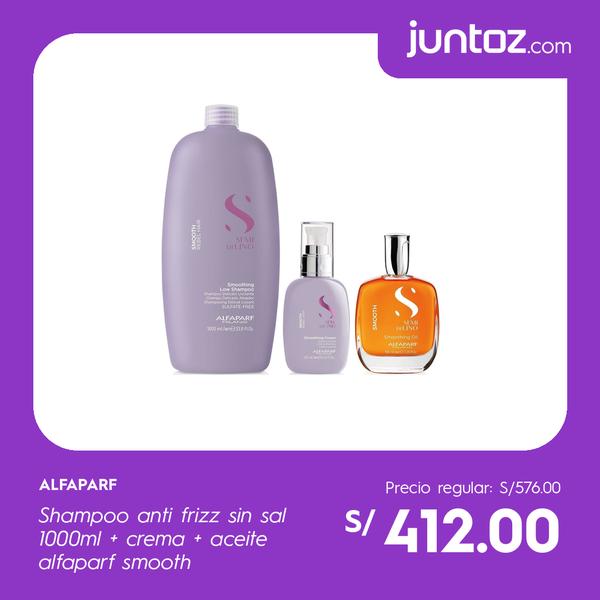 juntoz.com
SMOOTH
REBEL HAIR
S
SEMI
DI LINO
Smoothing
Low Shampoo
SULFATE-FREE
ALFAPARF
MILANO
SMOOTH
Smoothing Cream
S
SEMI
DI LINO
SMOOTH
Smoothing Oil
ALFAPARF
ALFAPARF
Shampoo anti frizz sin sal
1000ml + crema + aceite
alfaparf smooth
Precio regular: S/576.00
S/ 412.00